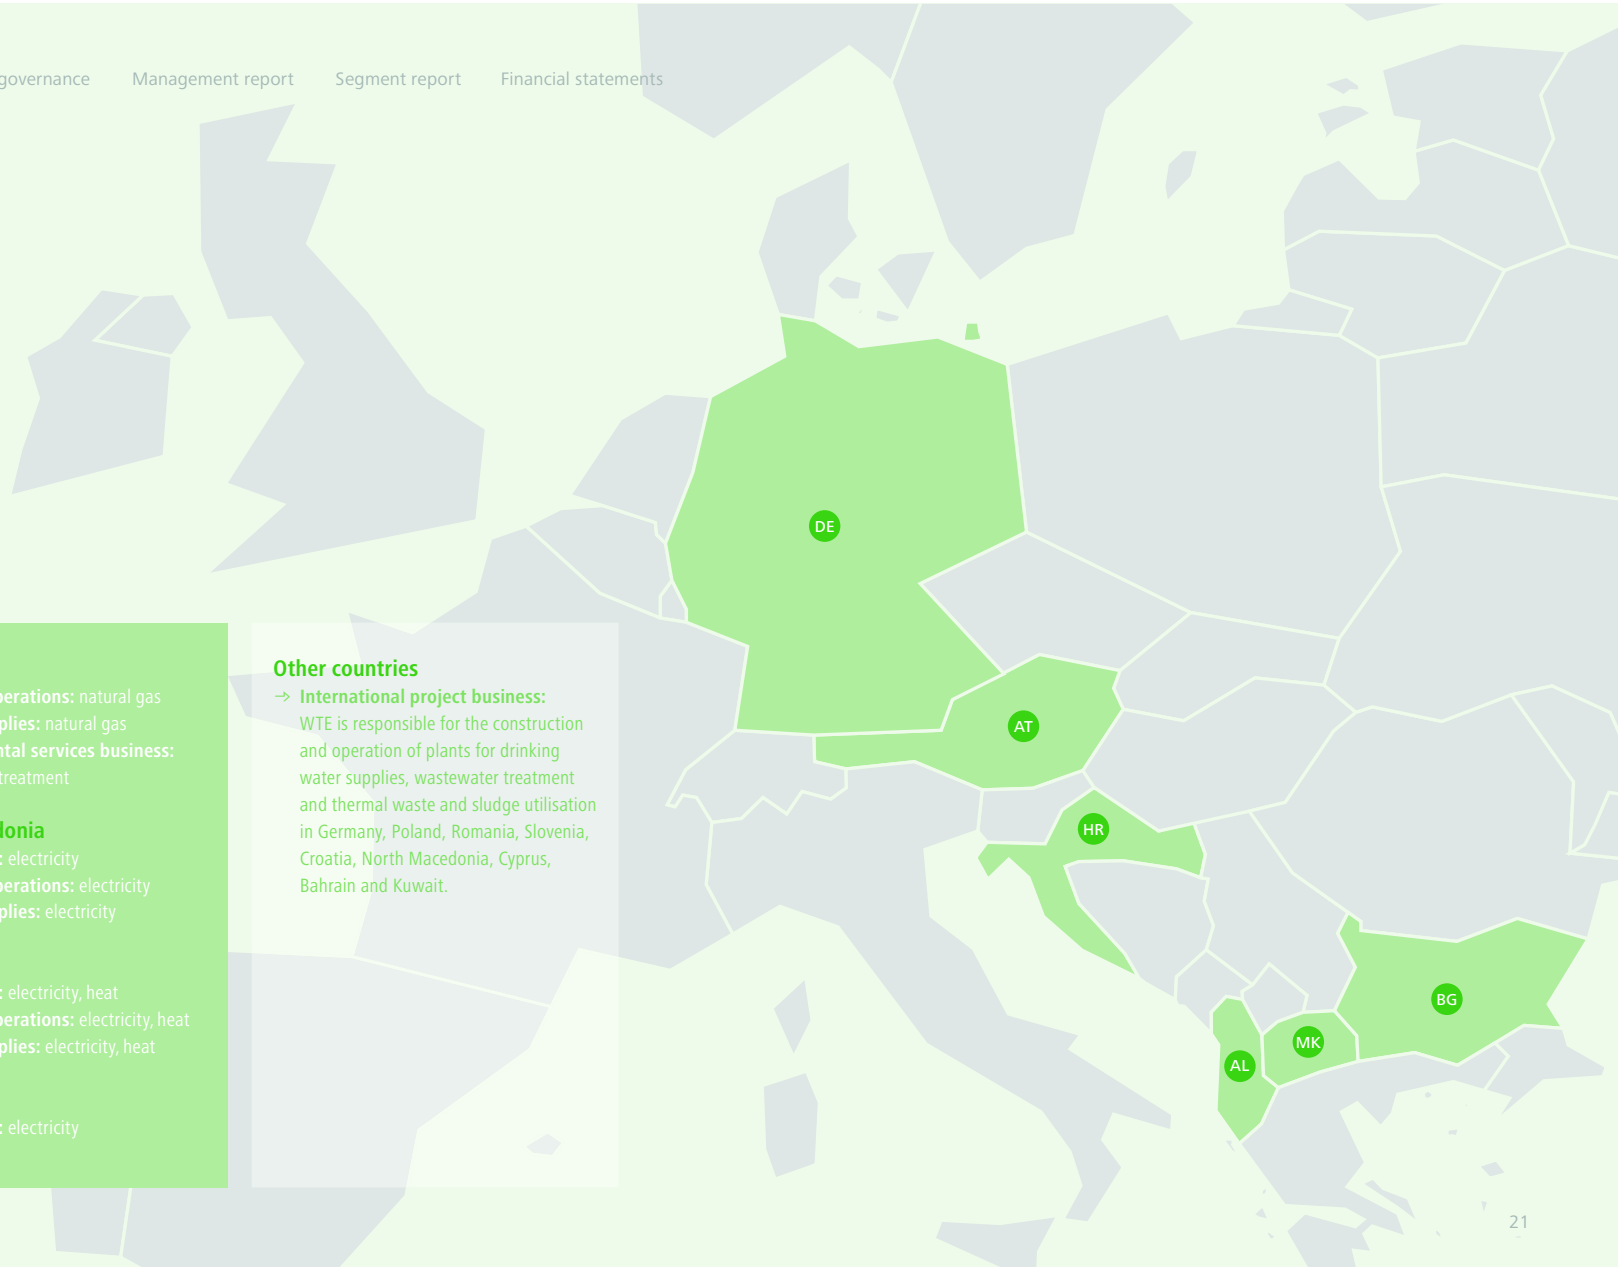 governance Management report Segment report Financial statements
perations: natural gas
plies: natural gas
ntal services business:
treatment
donia
: electricity
perations: electricity
plies: electricity
: electricity, heat
perations: electricity, heat
plies: electricity, heat
: electricity
Other countries
→ International project business:
WTE is responsible for the construction
and operation of plants for drinking
water supplies, wastewater treatment
and thermal waste and sludge utilisation
in Germany, Poland, Romania, Slovenia,
Croatia, North Macedonia, Cyprus,
Bahrain and Kuwait.
DE
AT
HR
BG
MK
AL
21